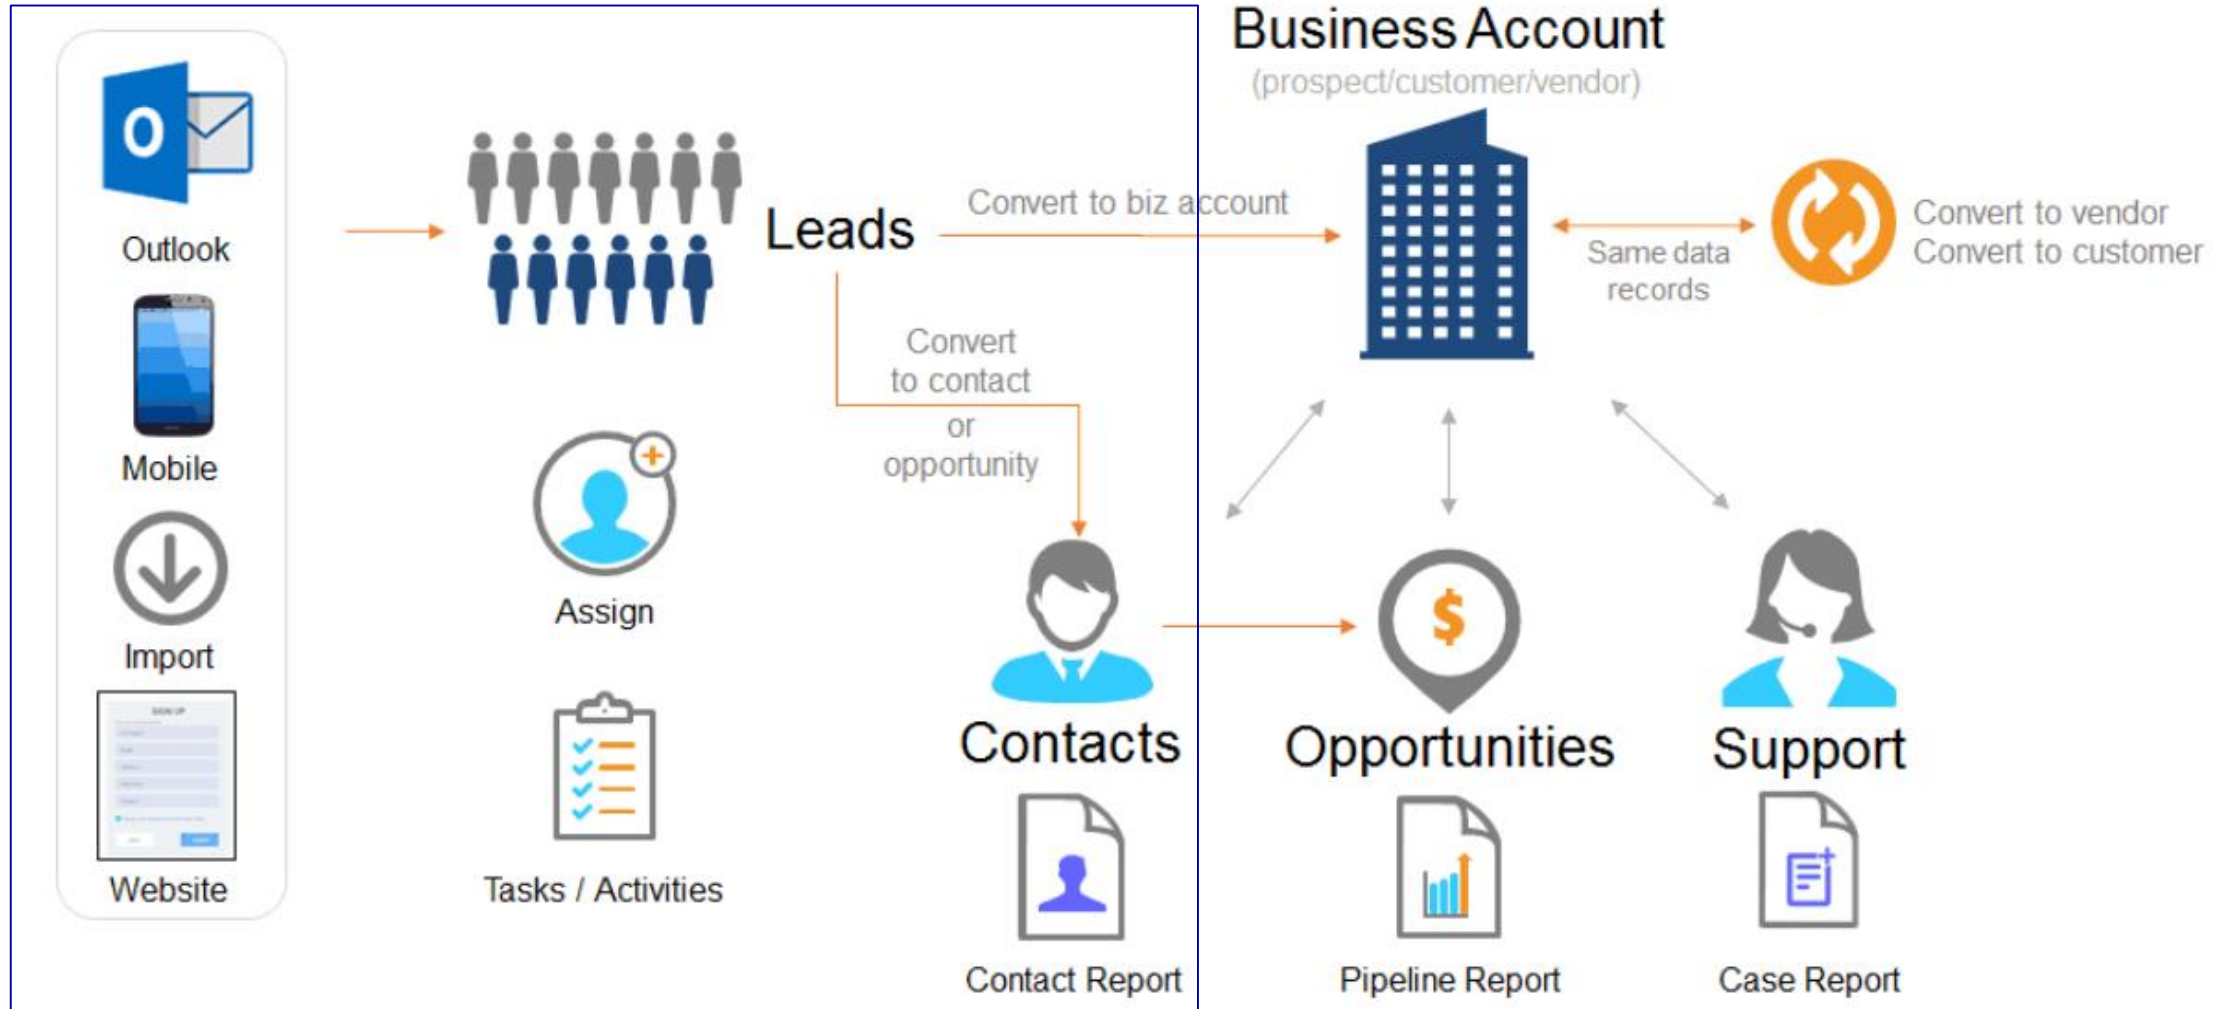 Business Account
(prospect/customer/vendor)
O
Outlook
Mobile
Import
SIGN UP
Website
Leads
Assign
Tasks / Activities
Convert to biz account
Convert
to contact
or
opportunity
Same data
records
Convert to vendor
Convert to customer
Contacts
Contact Report
$
Opportunities
Pipeline Report
Support
Case Report